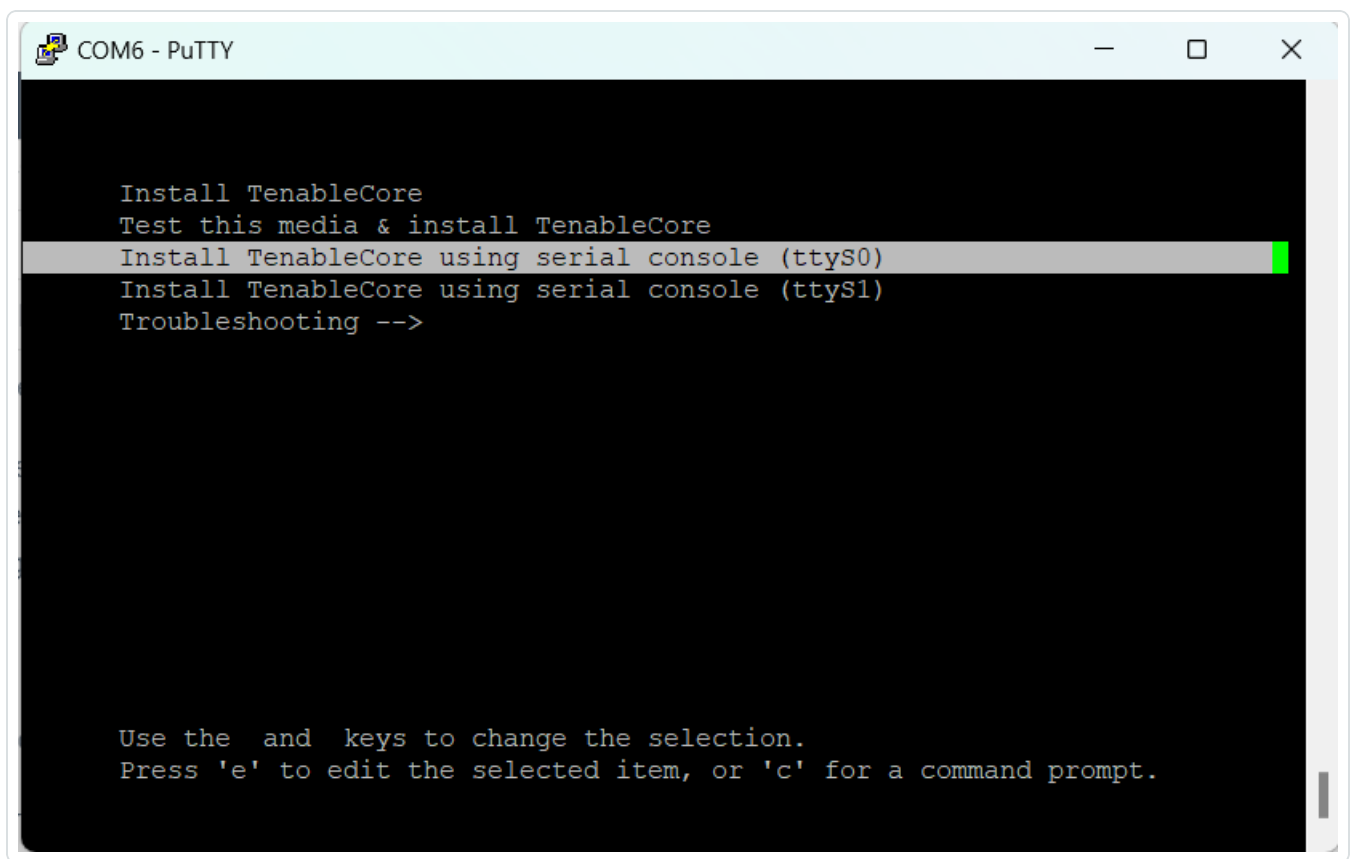 COM6 - PuTTY
Install TenableCore
Test this media & install TenableCore
Install TenableCore using serial console (ttyS0)
Install TenableCore using serial console (ttyS1)
Troubleshooting -->
Use the  and  keys to change the selection.
Press 'e' to edit the selected item, or 'c' for a command prompt.